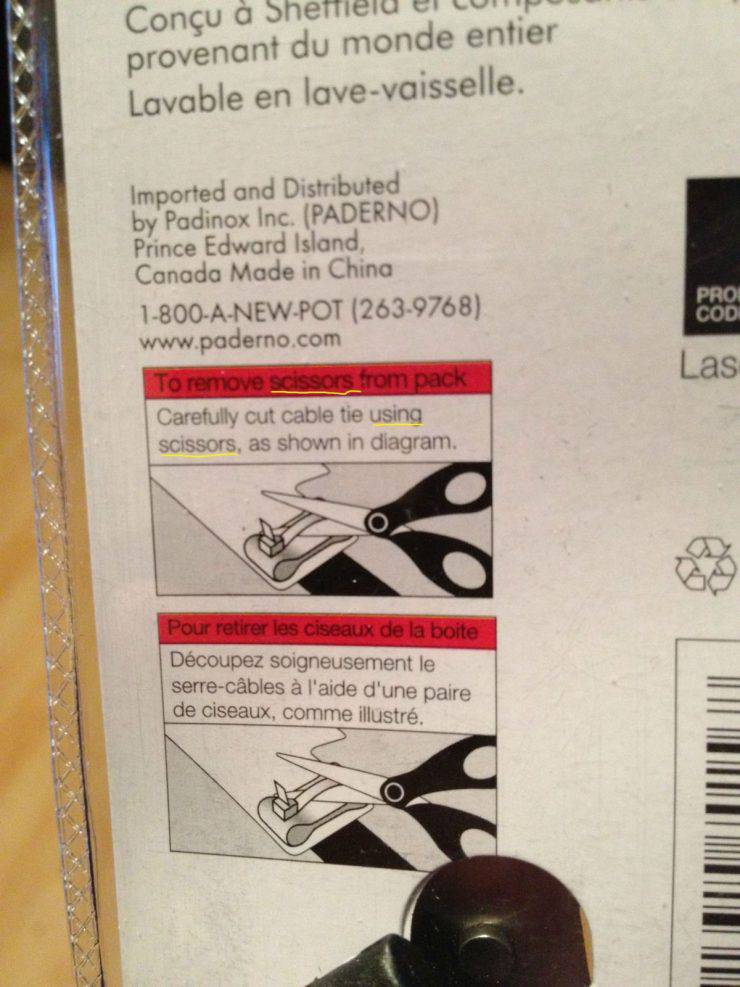 Conçu à Sheffield et
provenant du monde entier
Lavable en lave-vaisselle.
Imported and Distributed
by Padinox Inc. (PADERNO)
Prince Edward Island,
Canada Made in China
1-800-A-NEW-POT (263-9768)
www.paderno.com
To remove scissors from pack
Carefully cut cable tie using
scissors, as shown in diagram.
Pour retirer les ciseaux de la boite
Découpez soigneusement le
serre-câbles à l'aide d'une paire
de ciseaux, comme illustré.
Las